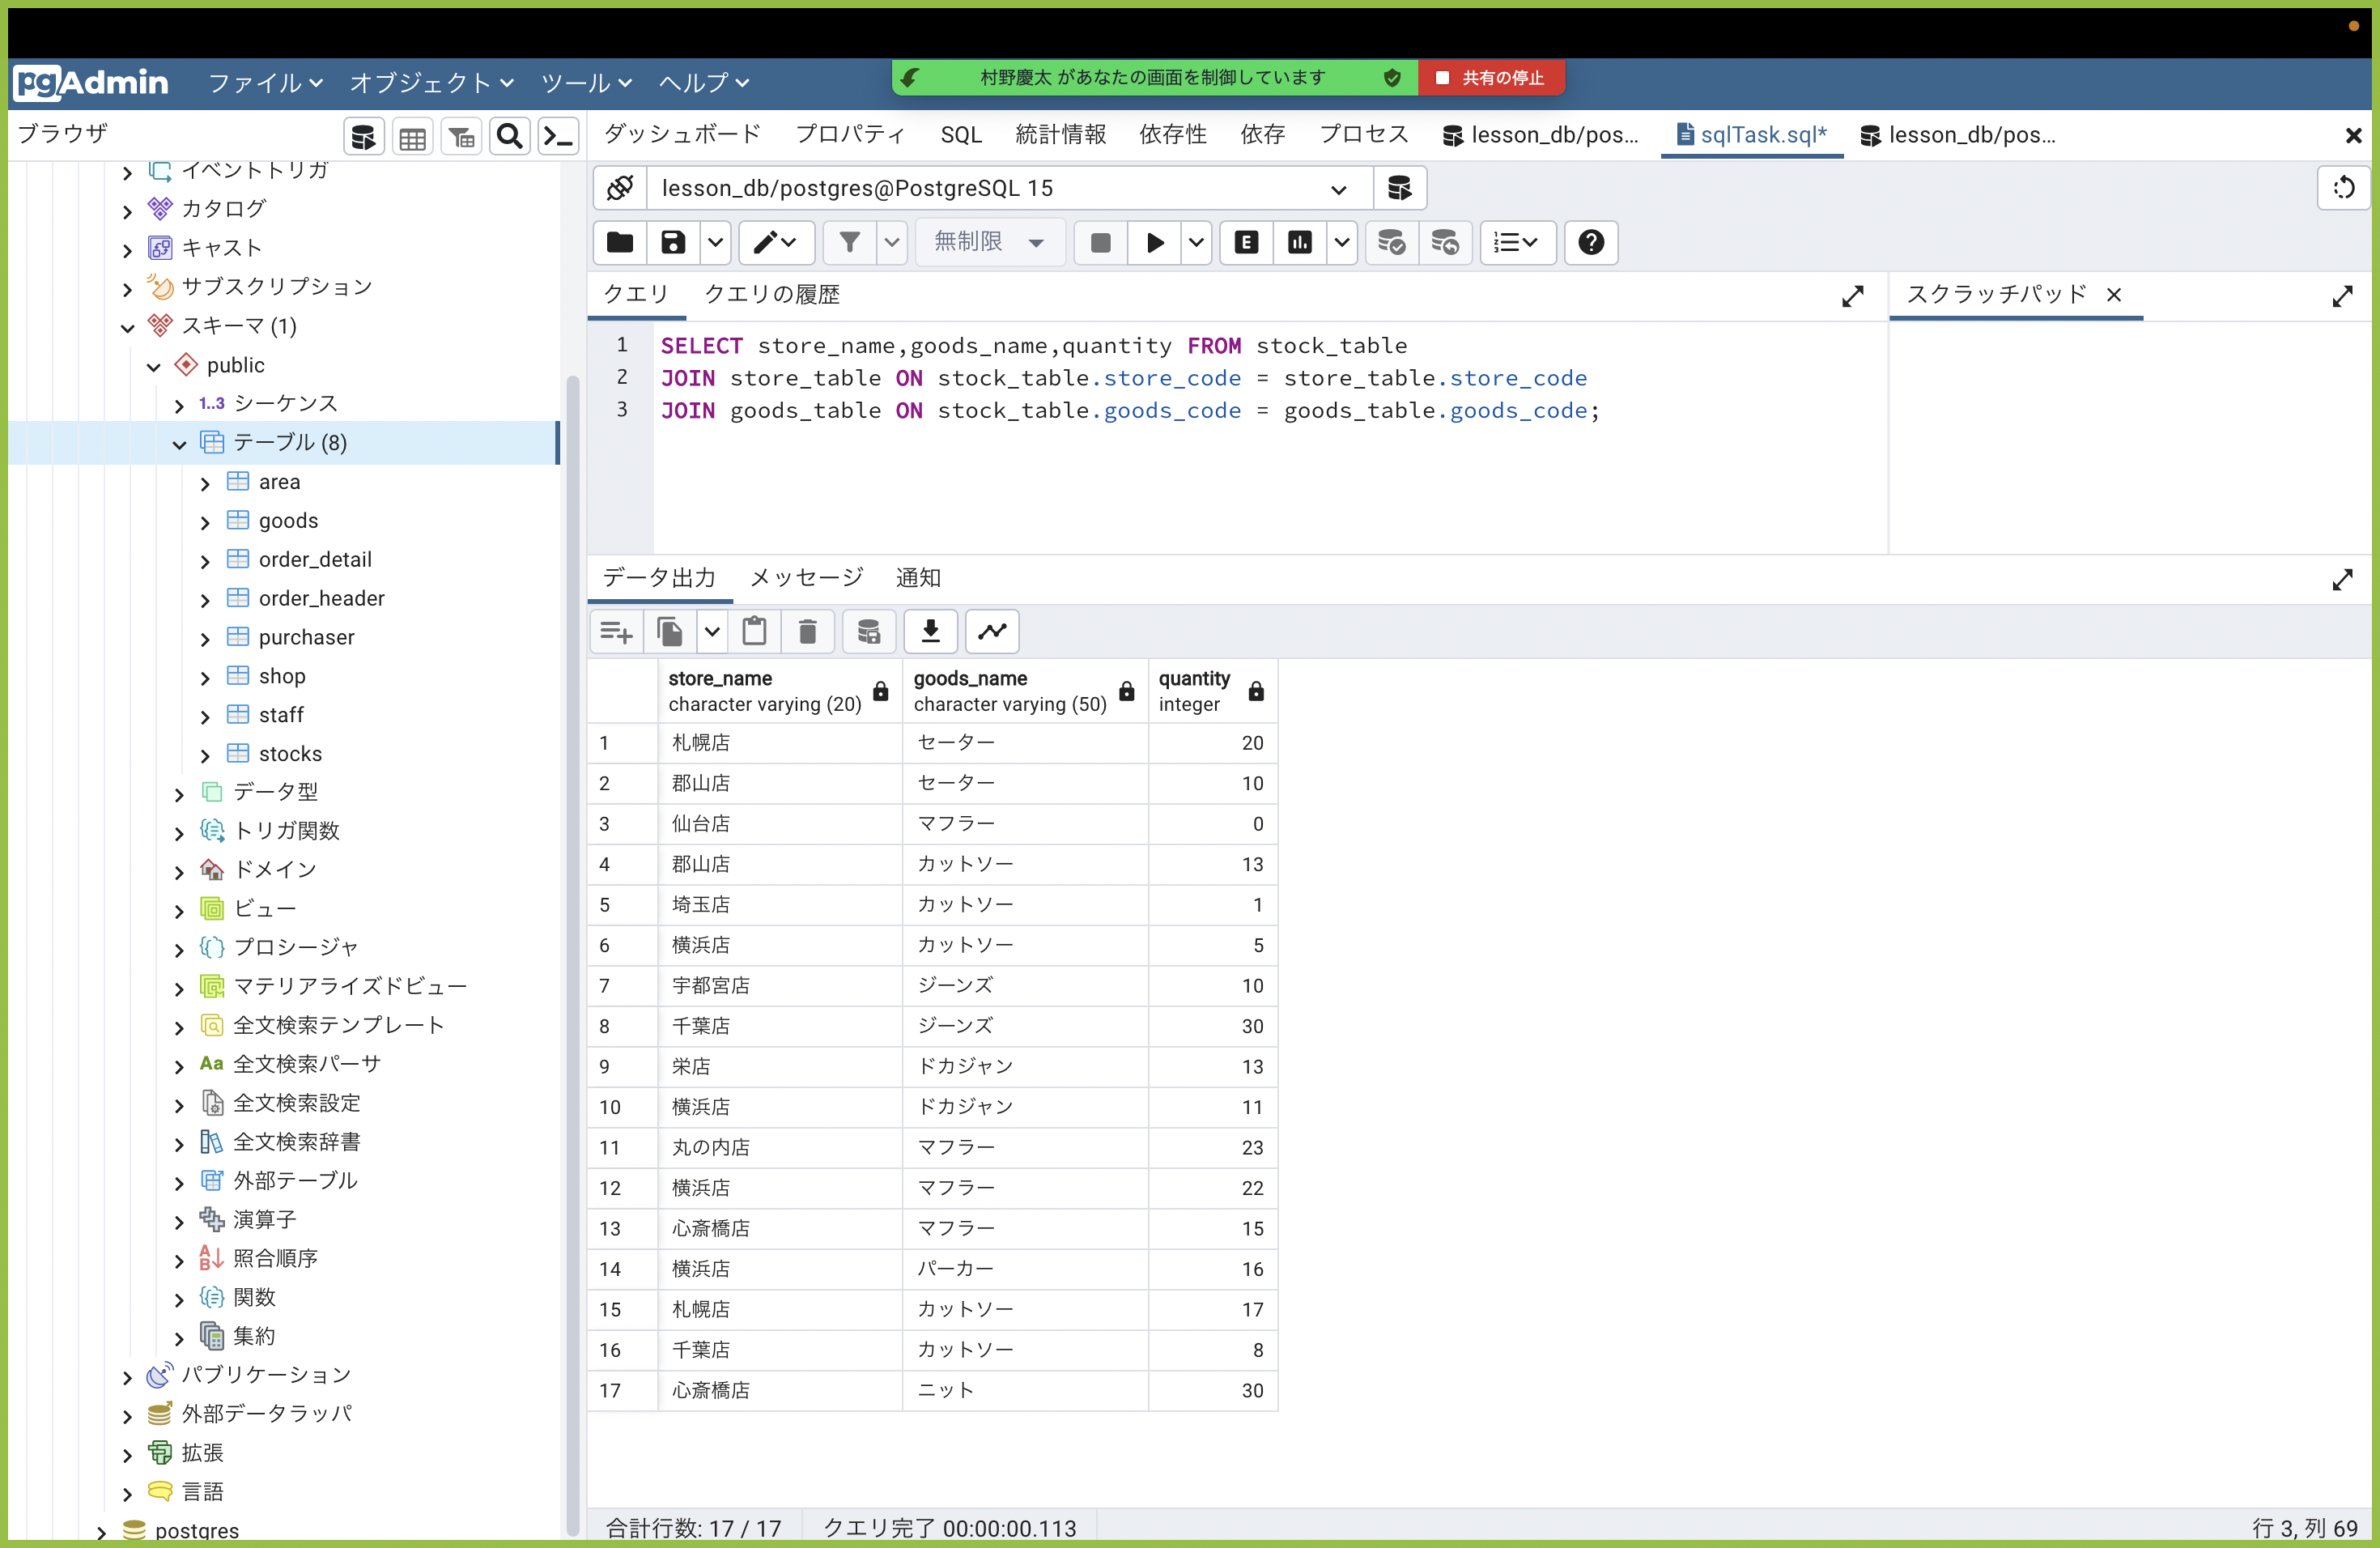 pgAdmin ファイル オブジェクト ツール ヘルプ
村野慶太 があなたの画面を制御しています 共有の停止
ブラウザ
ダッシュボード プロパティ SQL 統計情報 依存性 依存 プロセス lesson_db/pos... sqlTask.sql* lesson_db/pos...
イベントトリガ
カタログ
キャスト
サブスクリプション
スキーマ (1)
public
1..3 シーケンス
テーブル (8)
area
goods
order_detail
order_header
purchaser
shop
staff
stocks
データ型
トリガ関数
ドメイン
ビュー
プロシージャ
マテリアライズドビュー
全文検索テンプレート
Aa 全文検索パーサ
全文検索設定
全文検索辞書
外部テーブル
演算子
照合順序
関数
集約
パブリケーション
外部データラッパ
拡張
言語
postgres
lesson_db/postgres@PostgreSQL 15
無制限
クエリ クエリの履歴
スクラッチパッド
1 SELECT store_name,goods_name,quantity FROM stock_table
2 JOIN store_table ON stock_table.store_code = store_table.store_code
3 JOIN goods_table ON stock_table.goods_code = goods_table.goods_code;
データ出力 メッセージ 通知
store_name goods_name quantity
character varying (20) character varying (50) integer
1 札幌店 セーター 20
2 郡山店 セーター 10
3 仙台店 マフラー 0
4 郡山店 カットソー 13
5 埼玉店 カットソー 1
6 横浜店 カットソー 5
7 宇都宮店 ジーンズ 10
8 千葉店 ジーンズ 30
9 栄店 ドカジャン 13
10 横浜店 ドカジャン 11
11 丸の内店 マフラー 23
12 横浜店 マフラー 22
13 心斎橋店 マフラー 15
14 横浜店 パーカー 16
15 札幌店 カットソー 17
16 千葉店 カットソー 8
17 心斎橋店 ニット 30
合計行数: 17 / 17 クエリ完了 00:00:00.113
行 3, 列 69